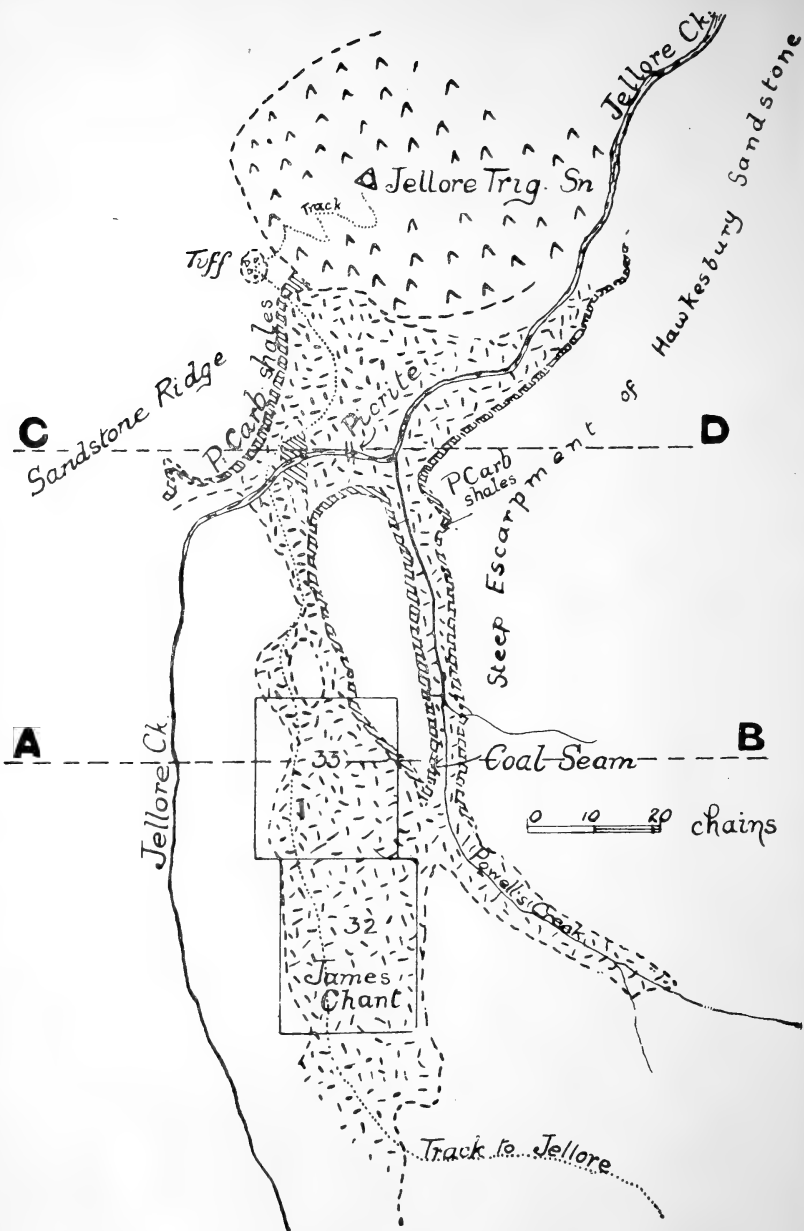 Jellore Ck.
Jellore Trig. Sn
Track
Tuff
Steep Escarpment of Hawkesbury Sandstone
P.Carb shales
Sandstone Ridge
Picrite
C
D
P.Carb
shales
A
B
33
Coal Seam
Jellore Ck.
0 10 20 chains
Powell's Creek
32
James
Chant
Track to Jellore